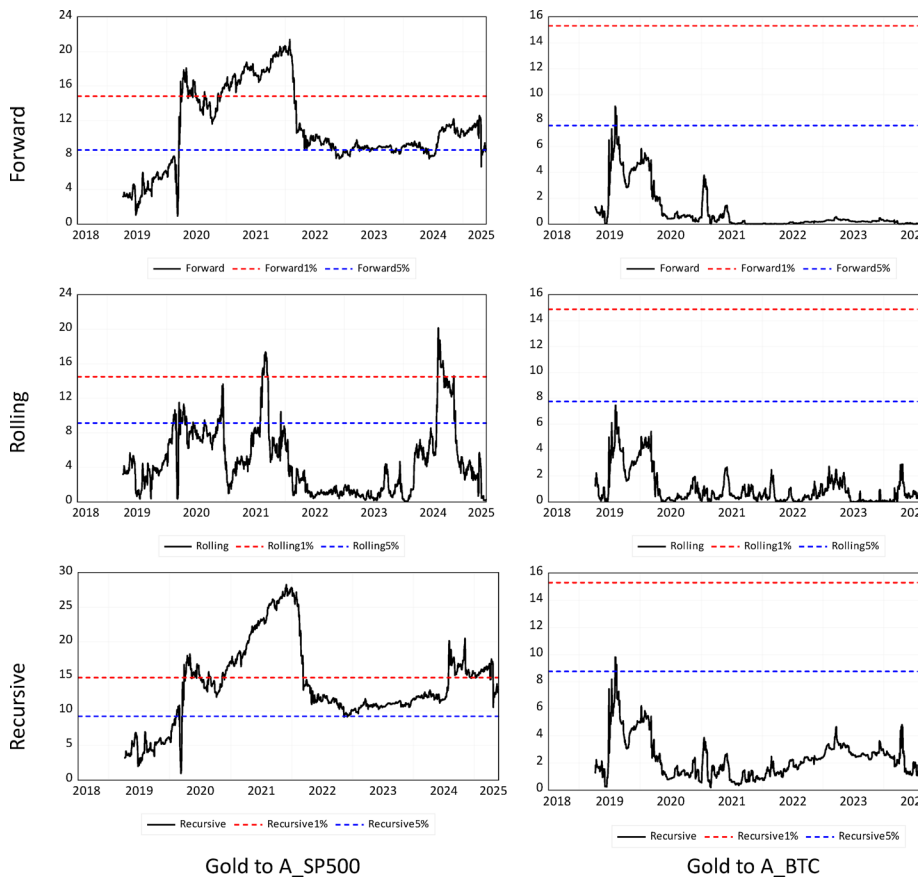 24
20
16
12
8
4
0
2018 2019 2020 2021 2022 2023 2024 2025
Forward
Forward Forward1% Forward5%
16
14
12
10
8
6
4
2
0
2018 2019 2020 2021 2022 2023 202
Forward Forward1% Forward5%
24
20
16
12
8
4
0
2018 2019 2020 2021 2022 2023 2024 2025
Rolling
Rolling Rolling1% Rolling5%
16
14
12
10
8
6
4
2
0
2018 2019 2020 2021 2022 2023 202
Rolling Rolling1% Rolling5%
30
25
20
15
10
5
0
2018 2019 2020 2021 2022 2023 2024 2025
Recursive
Recursive Recursive1% Recursive5%
16
14
12
10
8
6
4
2
0
2018 2019 2020 2021 2022 2023 202
Recursive Recursive1% Recursive5%
Gold to A_SP500
Gold to A_BTC